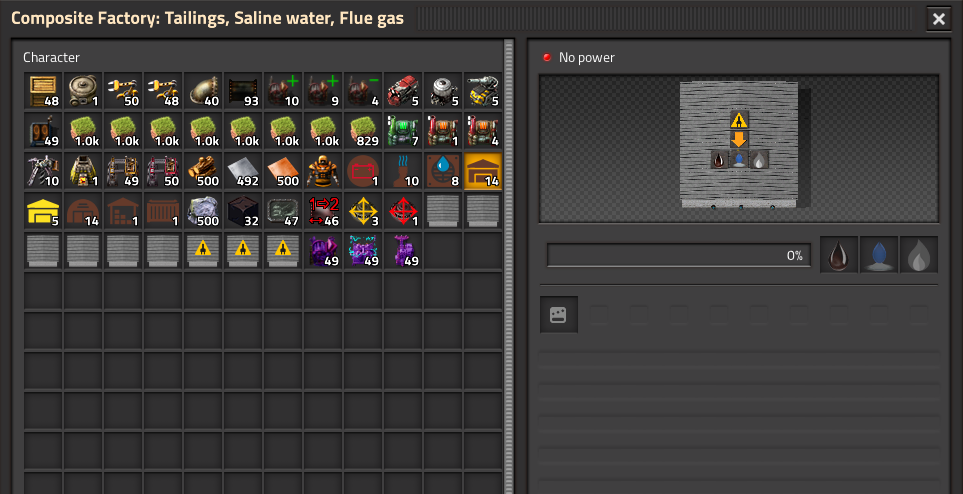 Composite Factory: Tailings, Saline water, Flue gas
Character
48 1 50 48 40 93 10 9 4 5 5 5
49 1.0k 1.0k 1.0k 1.0k 1.0k 1.0k 1.0k 829 7 1 4
10 1 49 50 500 492 500 1 10 8 14
5 14 1 1 500 32 47 1 2 46 3 1
49 49 49
No power
0%